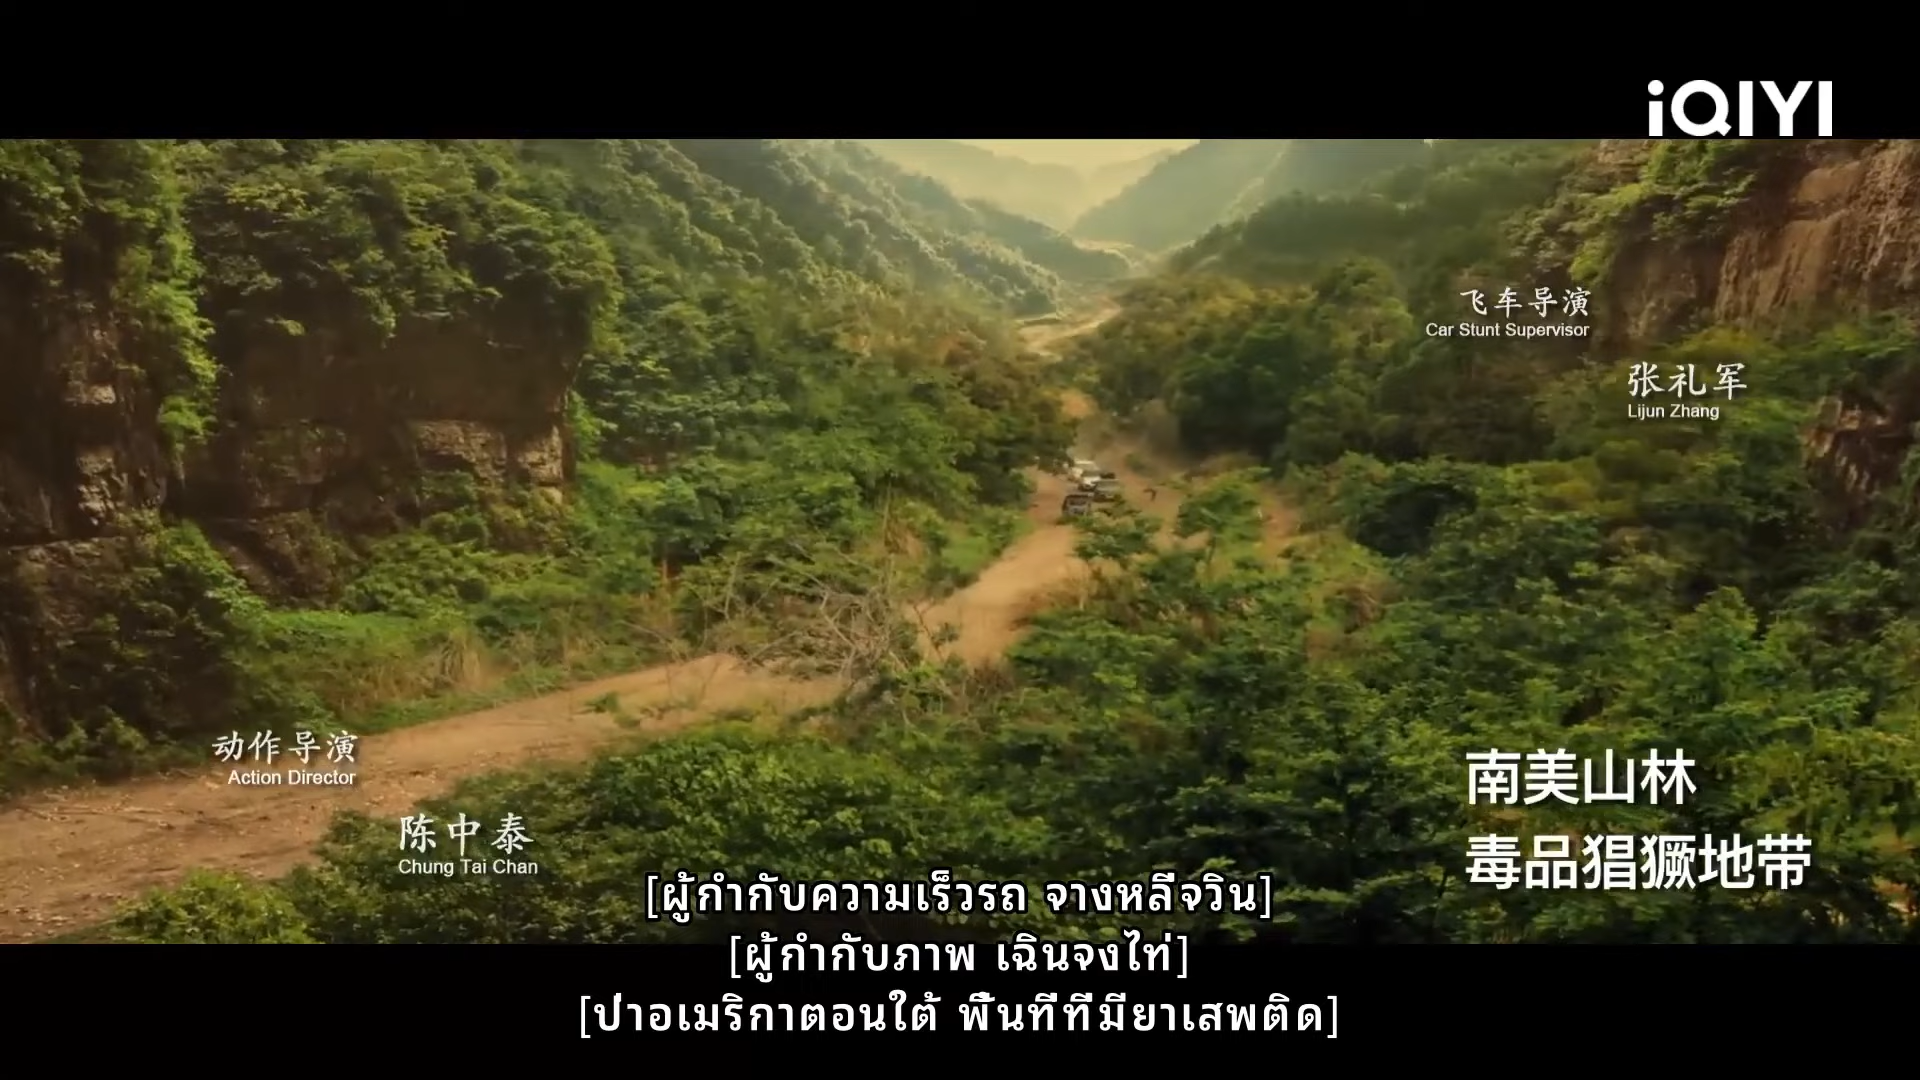 iQIYI
飞车导演
Car Stunt Supervisor
张礼军
Lijun Zhang
动作导演
Action Director
陈中泰
Chung Tai Chan
南美山林
毒品猖獗地带
[ผู้กำกับความเร็วรถ จางหลี่จวิน]
[ผู้กำกับภาพ เฉินจงไท่]
[ป่าอเมริกาตอนใต้ พื้นที่ที่มียาเสพติด]